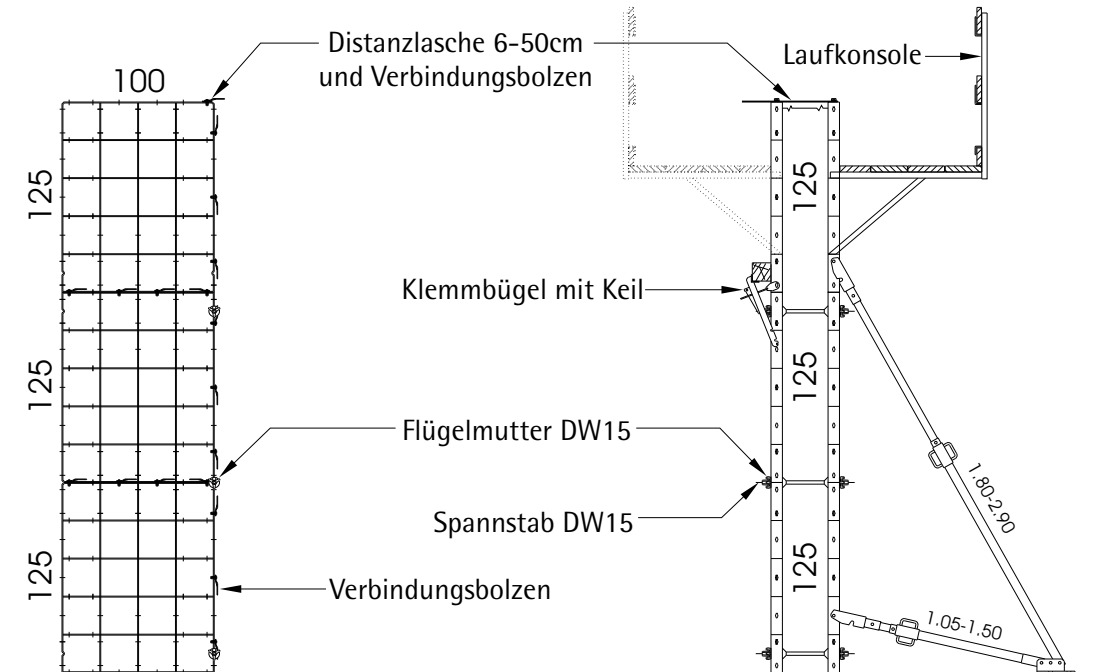 Distanzlasche 6-50cm
und Verbindungsbolzen
Laufkonsole
100
125
125
Klemmbügel mit Keil
125
125
Flügelmutter DW15
1.80-2.90
Spannstab DW15
125
125
Verbindungsbolzen
1.05-1.50